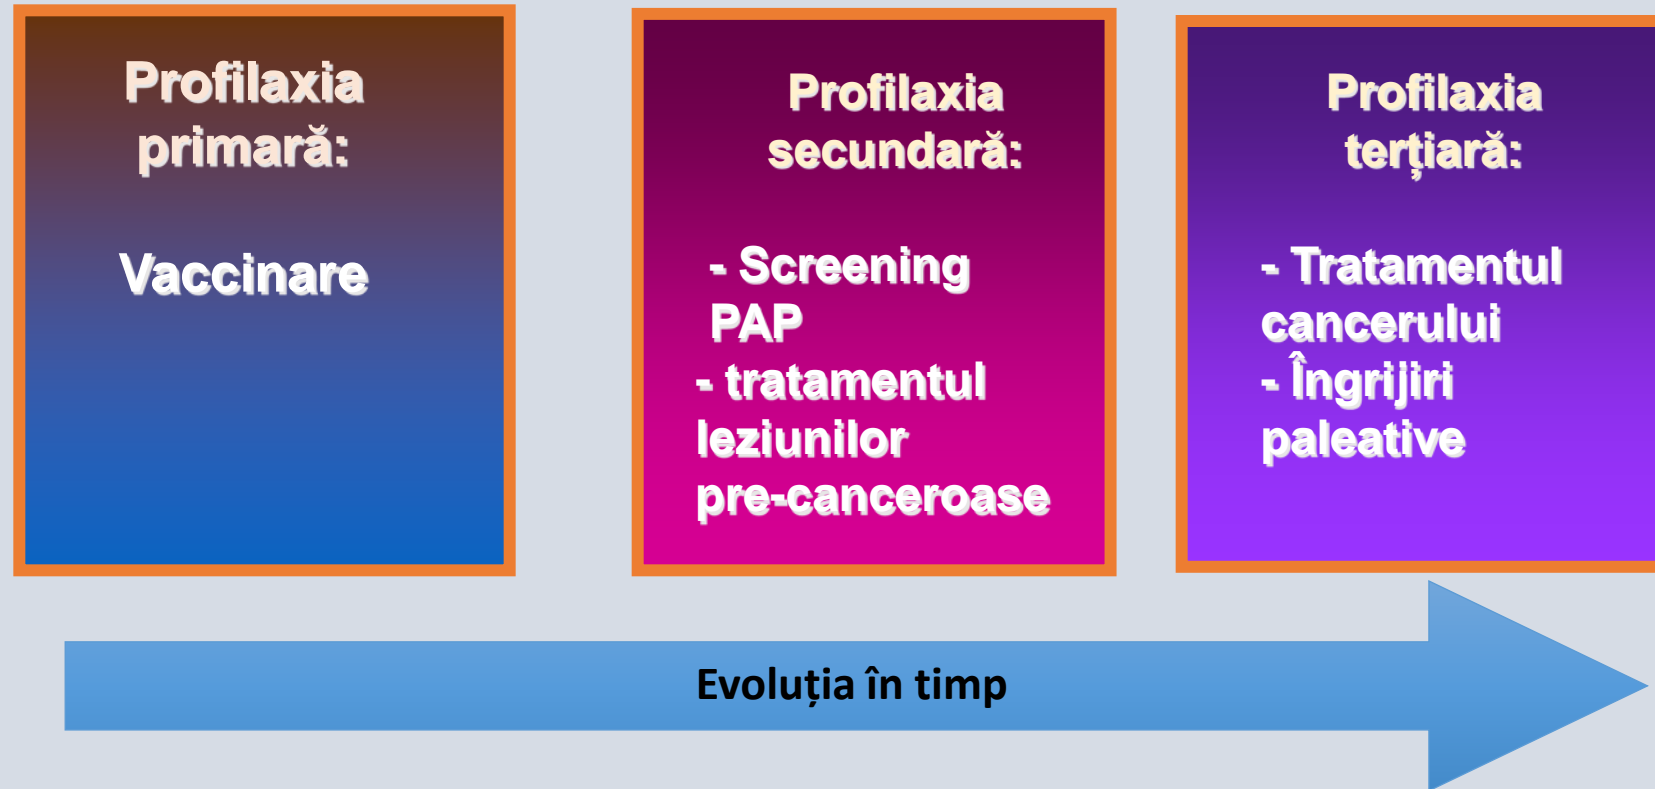 Profilaxia
primară:
Vaccinare
Profilaxia
secundară:
- Screening
PAP
- tratamentul
leziunilor
pre-canceroase
Profilaxia
terțiară:
- Tratamentul
cancerului
- Îngrijiri
paleative
Evoluția în timp